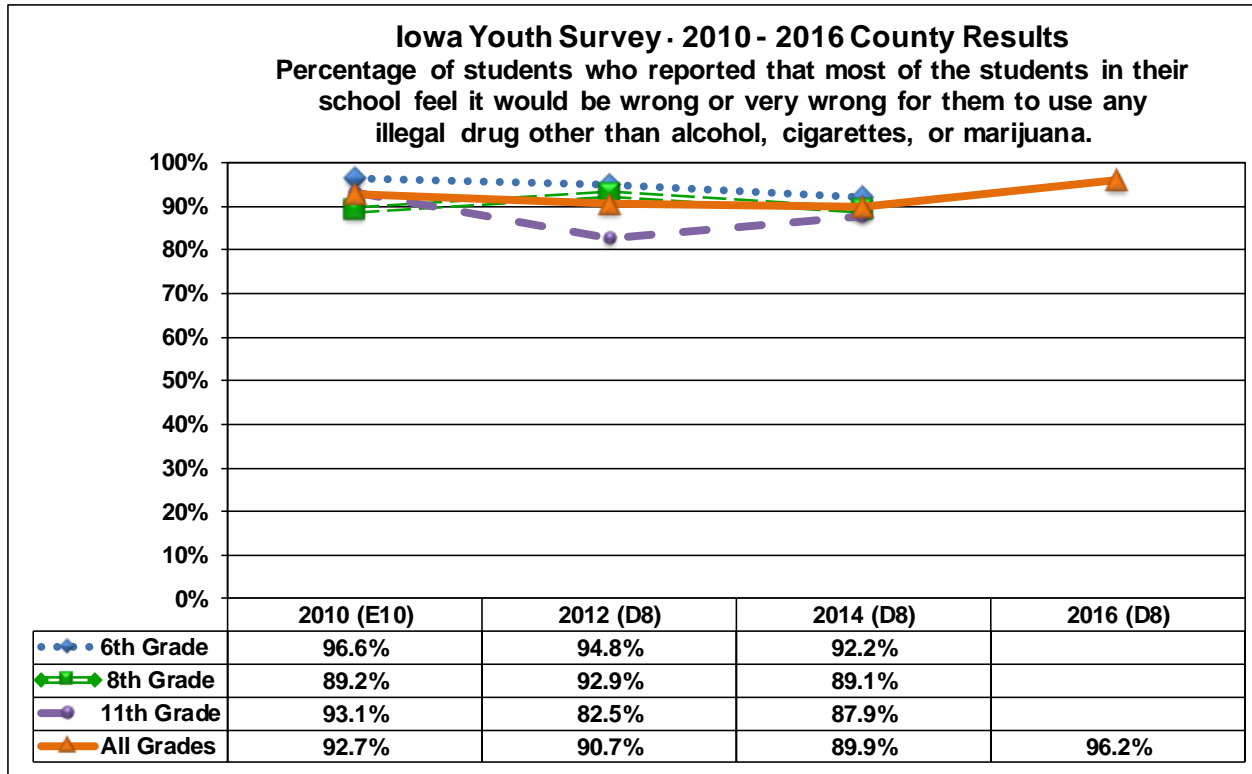 Iowa Youth Survey · 2010 - 2016 County Results
Percentage of students who reported that most of the students in their
school feel it would be wrong or very wrong for them to use any
illegal drug other than alcohol, cigarettes, or marijuana.
100%
90%
80%
70%
60%
50%
40%
30%
20%
10%
0%
2010 (E10) 2012 (D8) 2014 (D8) 2016 (D8)
6th Grade 96.6% 94.8% 92.2%
8th Grade 89.2% 92.9% 89.1%
11th Grade 93.1% 82.5% 87.9%
All Grades 92.7% 90.7% 89.9% 96.2%